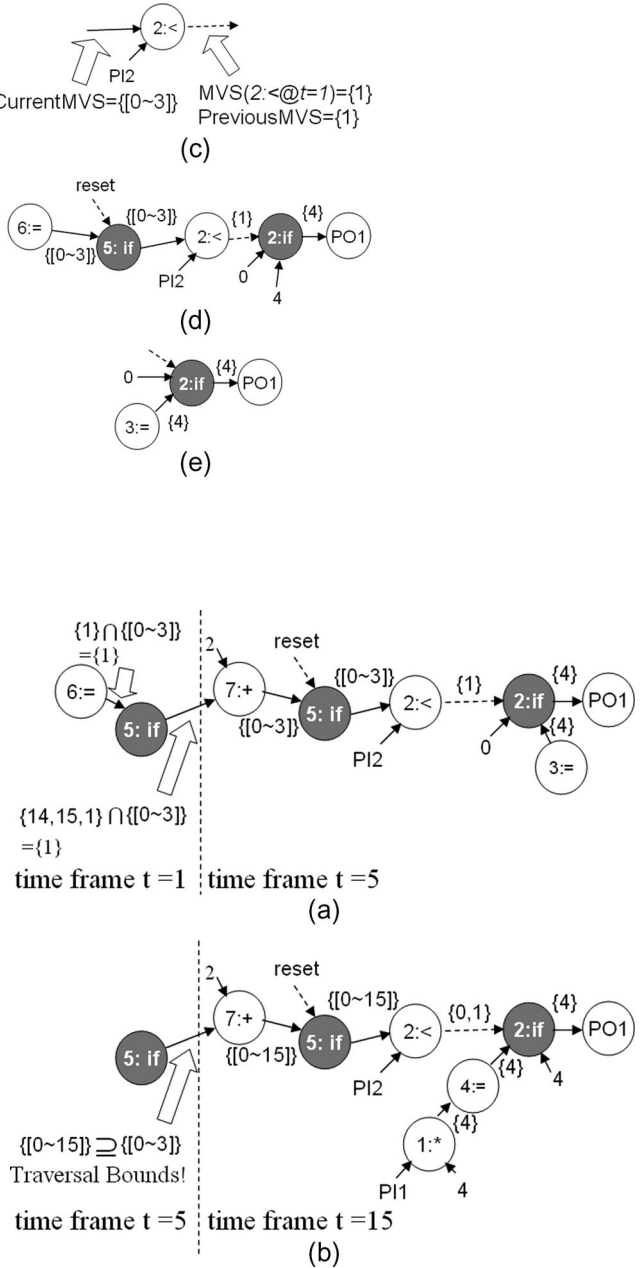 2:<
PI2
CurrentMVS={[0~3]}
MVS(2:<@t=1)={1}
PreviousMVS={1}
(c)
reset
6:=
{[0~3]}
5: if
{[0~3]}
2:<
PI2
{1}
2:if
0
4
{4}
PO1
(d)
0
2:if
{4}
PO1
3:=
{4}
(e)
{1}∩{[0~3]}
={1}
6:=
5: if
{14,15,1}∩{[0~3]}
={1}
2
7:+
{[0~3]}
reset
5: if
{[0~3]}
2:<
PI2
{1}
2:if
0
{4}
PO1
{4}
3:=
time frame t =1
time frame t =5
(a)
5: if
{[0~15]}⊇{[0~3]}
Traversal Bounds!
2
7:+
{[0~15]}
reset
5: if
{[0~15]}
2:<
PI2
{0,1}
2:if
{4}
PO1
4
{4}
4:=
{4}
1:*
PI1
4
time frame t =5
time frame t =15
(b)